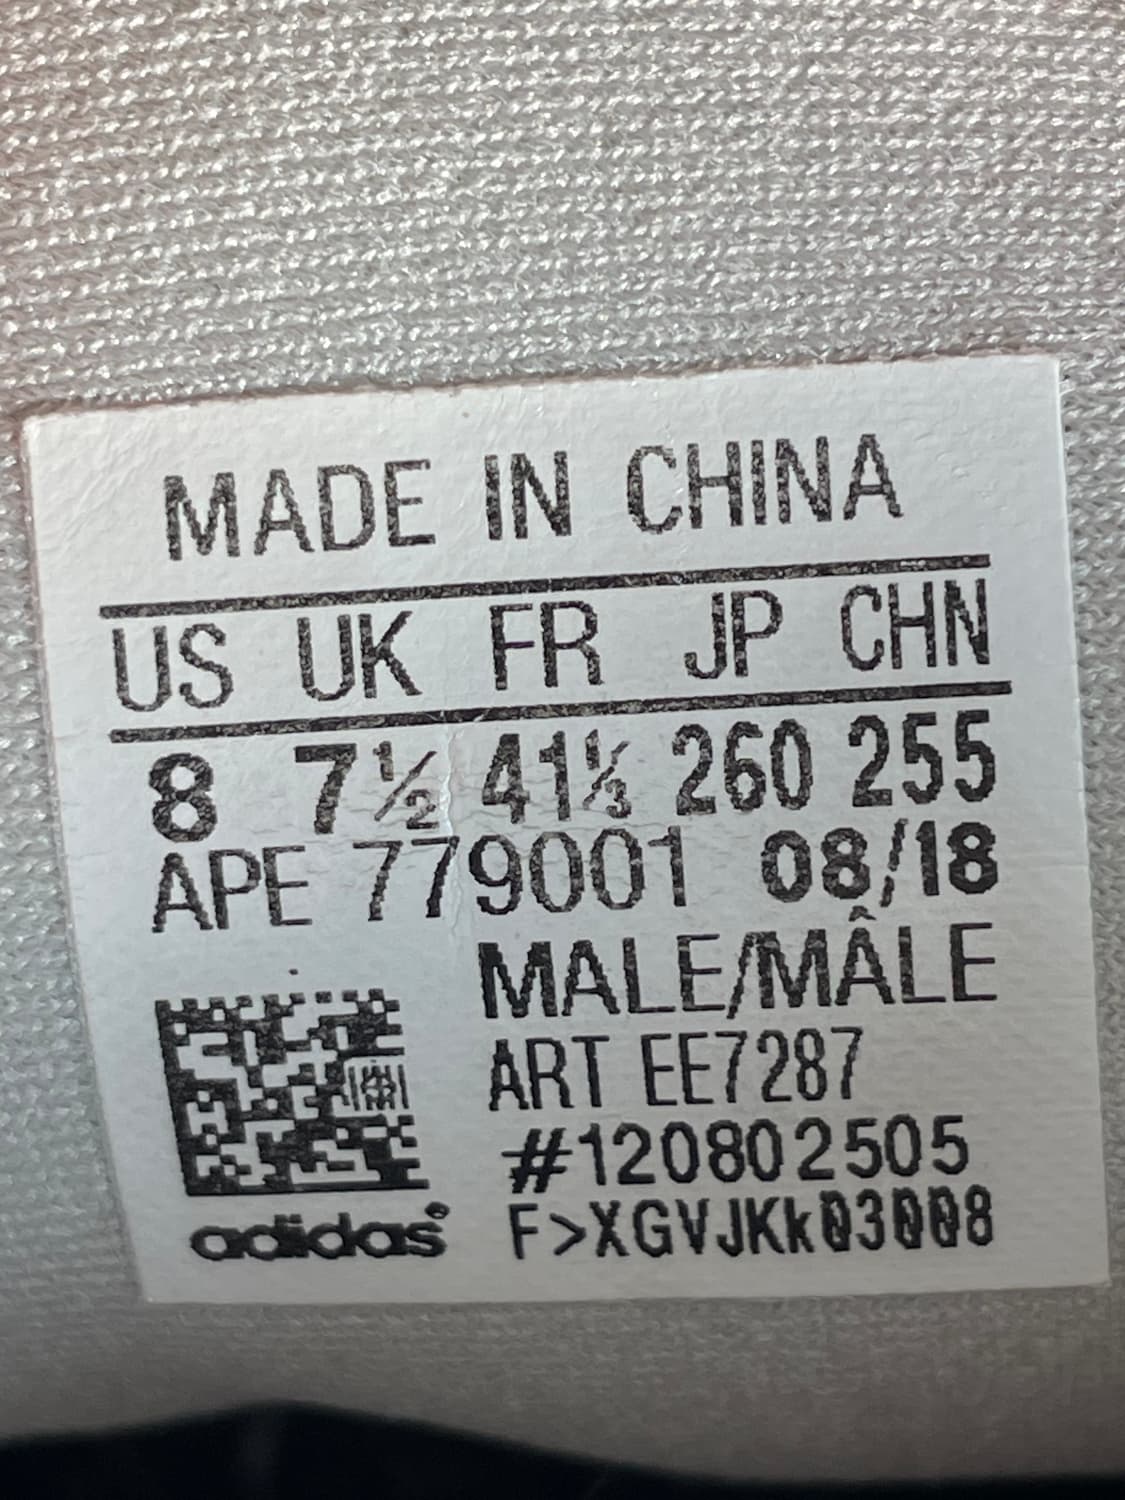 MADE IN CHINA
US UK FR JP CHN
8 7½ 41⅓ 260 255
APE 779001 08/18
MALE/MÂLE
ART EE7287
#120802505
F>XGVJKk03008
adidas